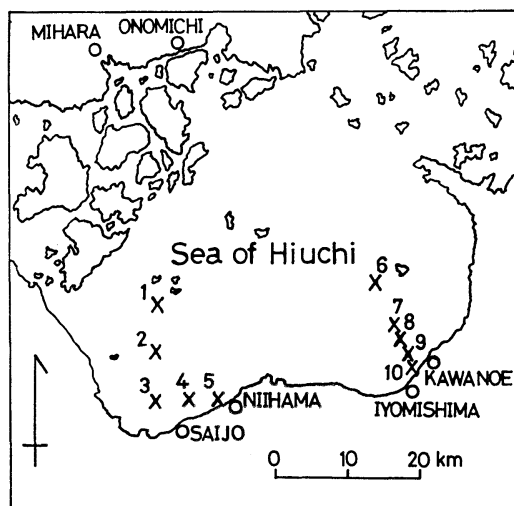 ONOMICHI
MIHARA
Sea of Hiuchi
6
1
7
8
2
9
10
KAWANOE
3 4 5
NIIHAMA
IYOMISHIMA
SAIJO
0 10 20 km